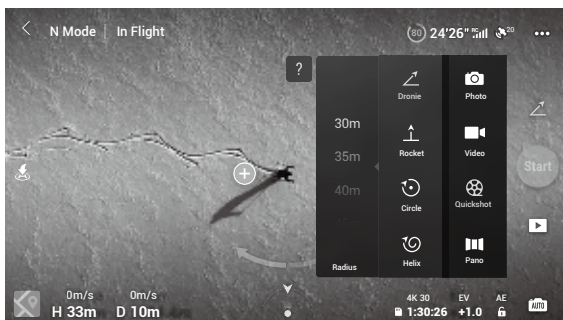 N Mode In Flight
80 24'26" RC 20
?
30m
35m
40m
Radius
Dronie
Rocket
Circle
Helix
Photo
Video
Quickshot
Pano
Start
0m/s 0m/s
H 33m D 10m
4K 30 EV AE
1:30:26 +1.0
AUTO